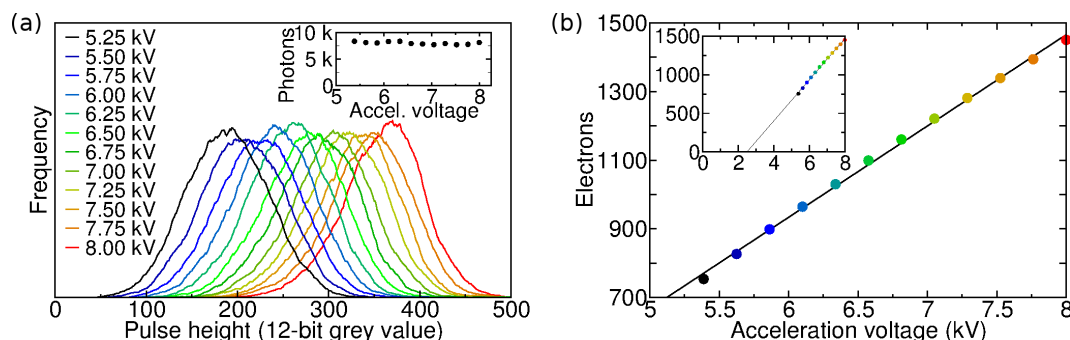 (a)
5.25 kV
5.50 kV
5.75 kV
6.00 kV
6.25 kV
6.50 kV
6.75 kV
7.00 kV
7.25 kV
7.50 kV
7.75 kV
8.00 kV
Frequency
0 100 200 300 400 500
Pulse height (12-bit grey value)
Photons
10 k
5 k
0
5 6 7 8
Accel. voltage
(b)
Electrons
1500
1300
1100
900
700
5 5.5 6 6.5 7 7.5 8
Acceleration voltage (kV)
1500
1250
1000
750
500
250
0
0 2 4 6 8